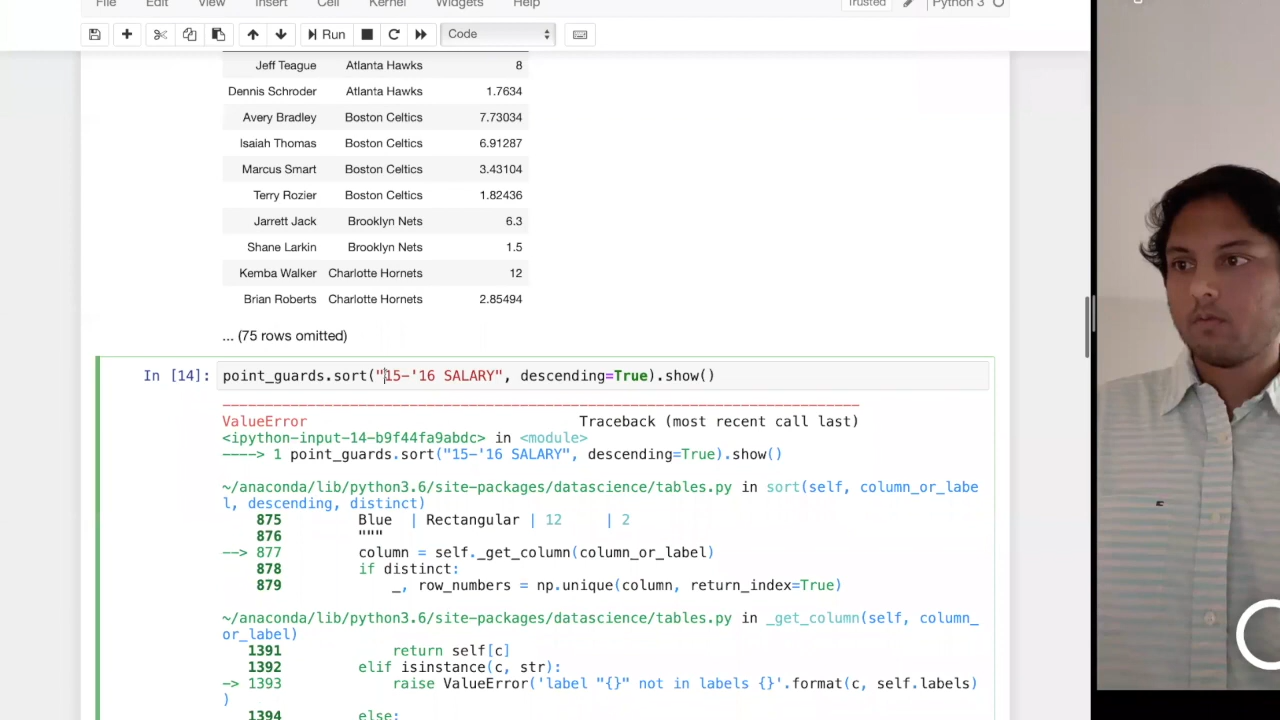 File Edit View Insert Cell Kernel Widgets Help Trusted Python 3
Run Code
Jeff Teague Atlanta Hawks 8
Dennis Schroder Atlanta Hawks 1.7634
Avery Bradley Boston Celtics 7.73034
Isaiah Thomas Boston Celtics 6.91287
Marcus Smart Boston Celtics 3.43104
Terry Rozier Boston Celtics 1.82436
Jarrett Jack Brooklyn Nets 6.3
Shane Larkin Brooklyn Nets 1.5
Kemba Walker Charlotte Hornets 12
Brian Roberts Charlotte Hornets 2.85494
... (75 rows omitted)
In [14]: point_guards.sort("15-'16 SALARY", descending=True).show()
---------------------------------------------------------------------------
ValueError Traceback (most recent call last)
<ipython-input-14-b9f44fa9abdc> in <module>
----> 1 point_guards.sort("15-'16 SALARY", descending=True).show()
~/anaconda/lib/python3.6/site-packages/datascience/tables.py in sort(self, column_or_labe
l, descending, distinct)
875 Blue | Rectangular | 12 | 2
876 """
--> 877 column = self._get_column(column_or_label)
878 if distinct:
879 _, row_numbers = np.unique(column, return_index=True)
~/anaconda/lib/python3.6/site-packages/datascience/tables.py in _get_column(self, column_
or_label)
1391 return self[c]
1392 elif isinstance(c, str):
-> 1393 raise ValueError('label "{}" not in labels {}'.format(c, self.labels)
)
1394 else: